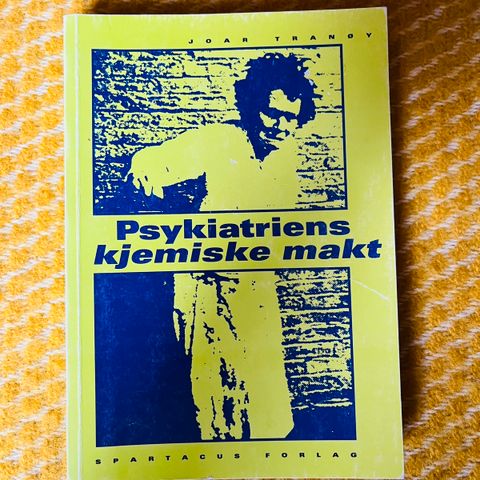 JOAR TRANØY
Psykiatriens
kjemiske makt
SPARTACUS FORLAG